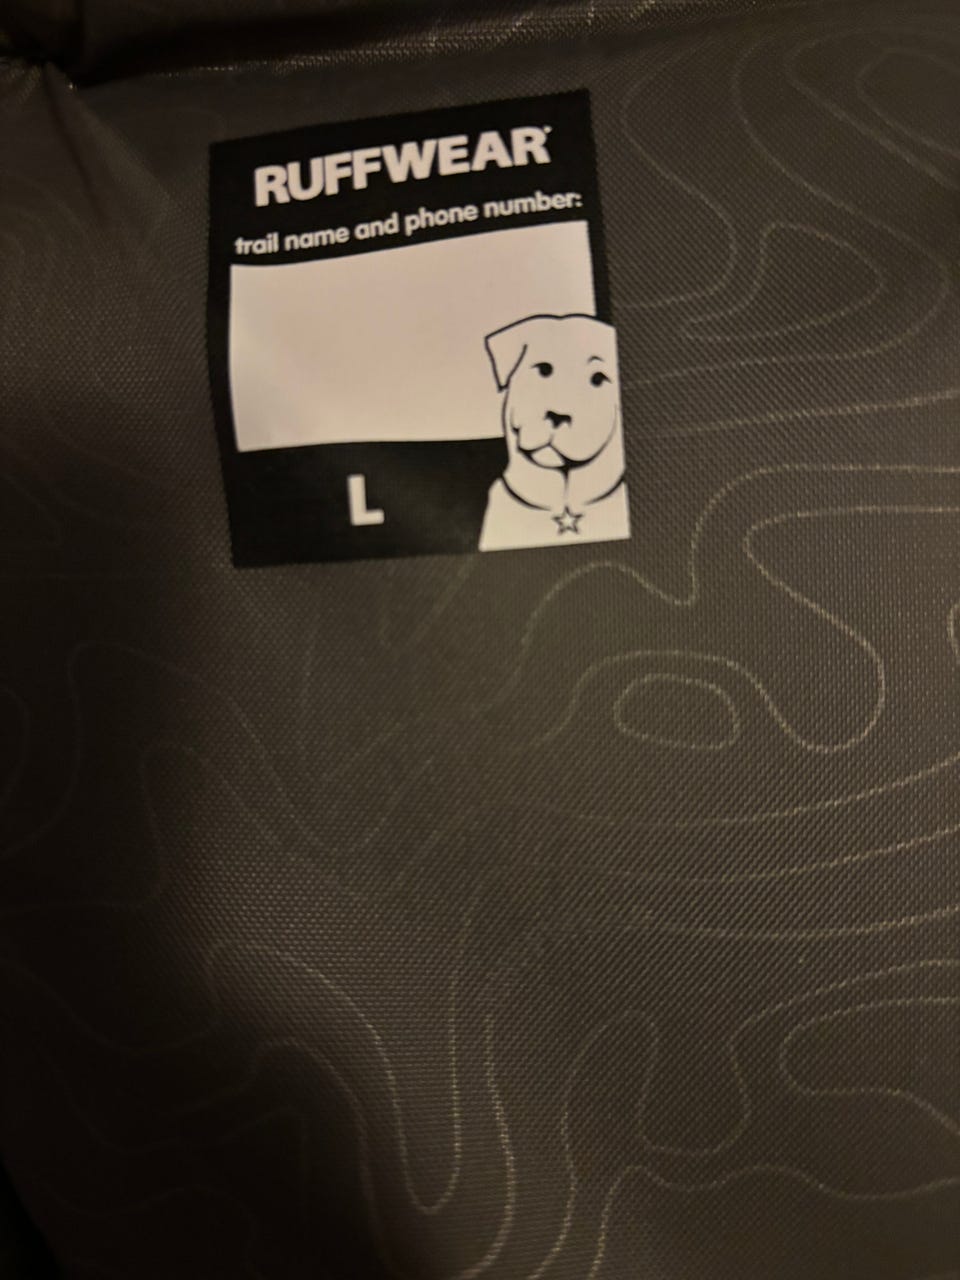 RUFFWEAR
trail name and phone number:
L